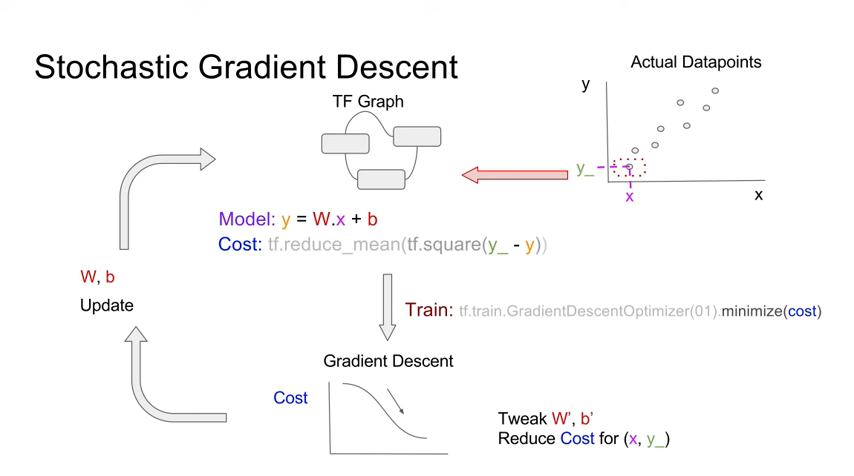 Stochastic Gradient Descent
Actual Datapoints
TF Graph
y
y_
x
x
Model: y = W.x + b
Cost: tf.reduce_mean(tf.square(y_ - y))
W, b
Update
Train: tf.train.GradientDescentOptimizer(01).minimize(cost)
Gradient Descent
Cost
Tweak W’, b’
Reduce Cost for (x, y_)